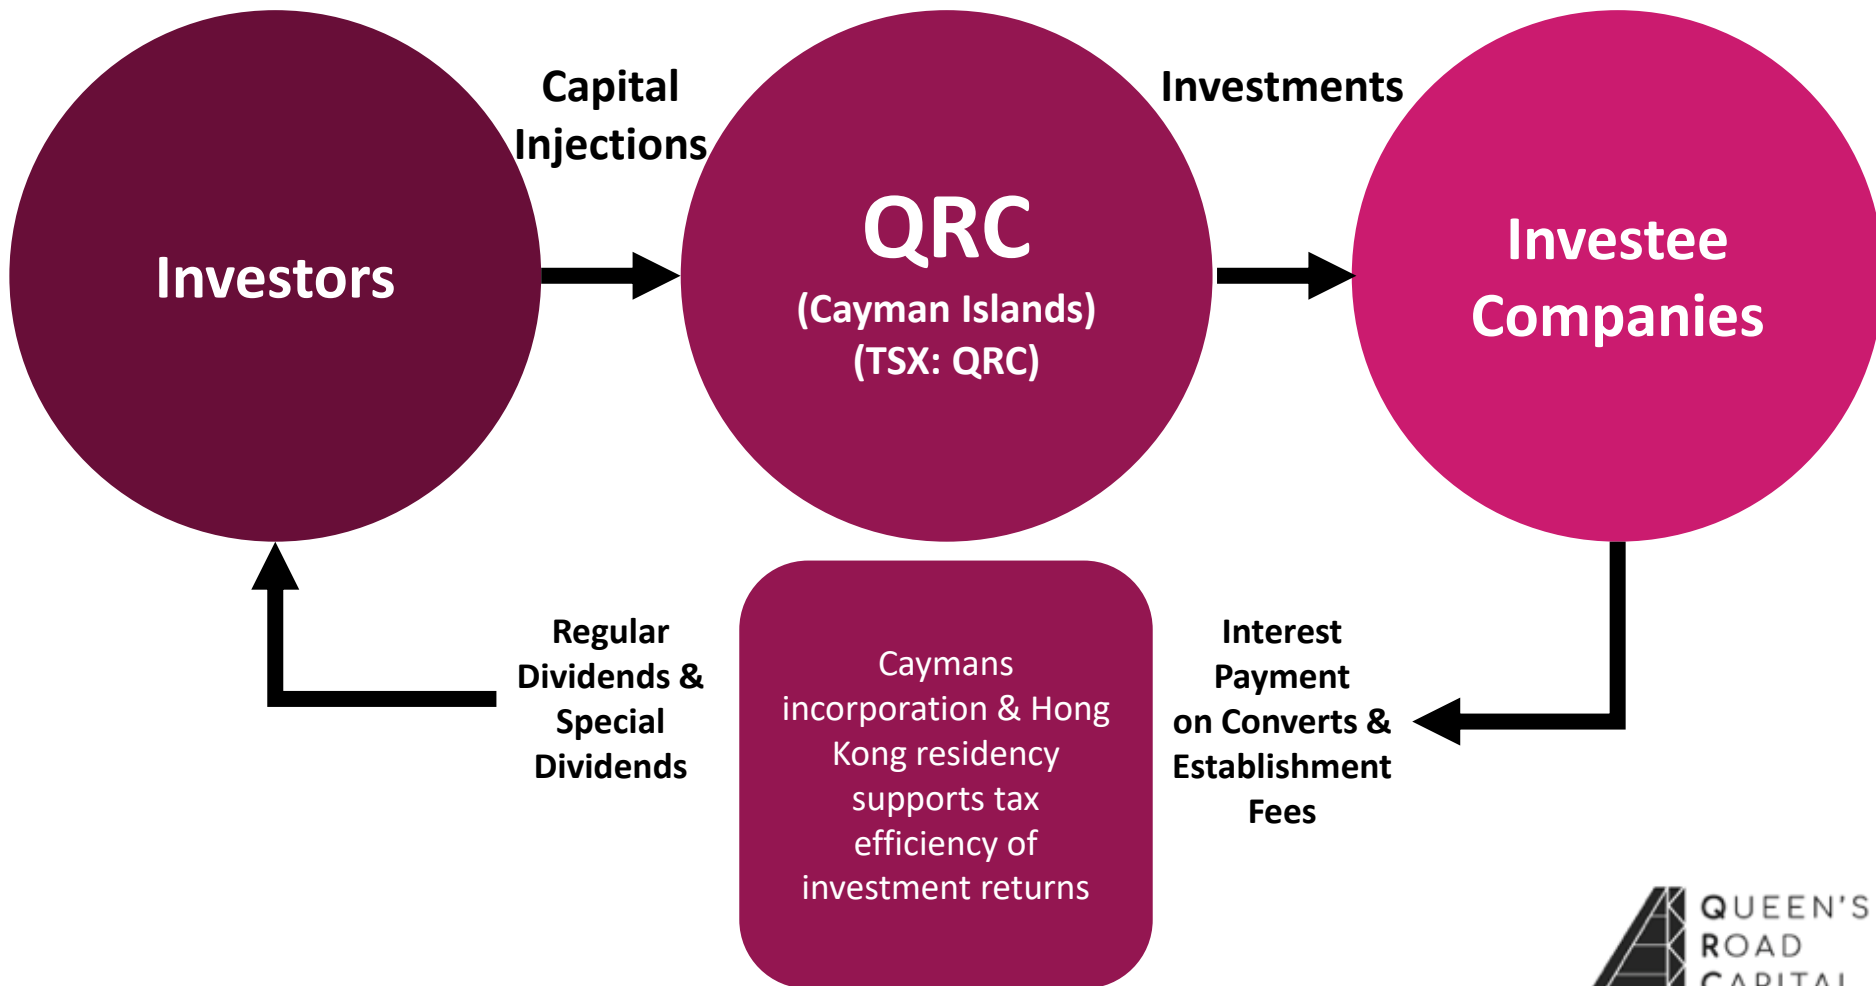 Capital
Injections
Investments
Investors
QRC
(Cayman Islands)
(TSX: QRC)
Investee
Companies
Regular
Dividends &
Special
Dividends
Caymans
incorporation & Hong
Kong residency
supports tax
efficiency of
investment returns
Interest
Payment
on Converts &
Establishment
Fees
QUEEN'S
ROAD
CAPITAL